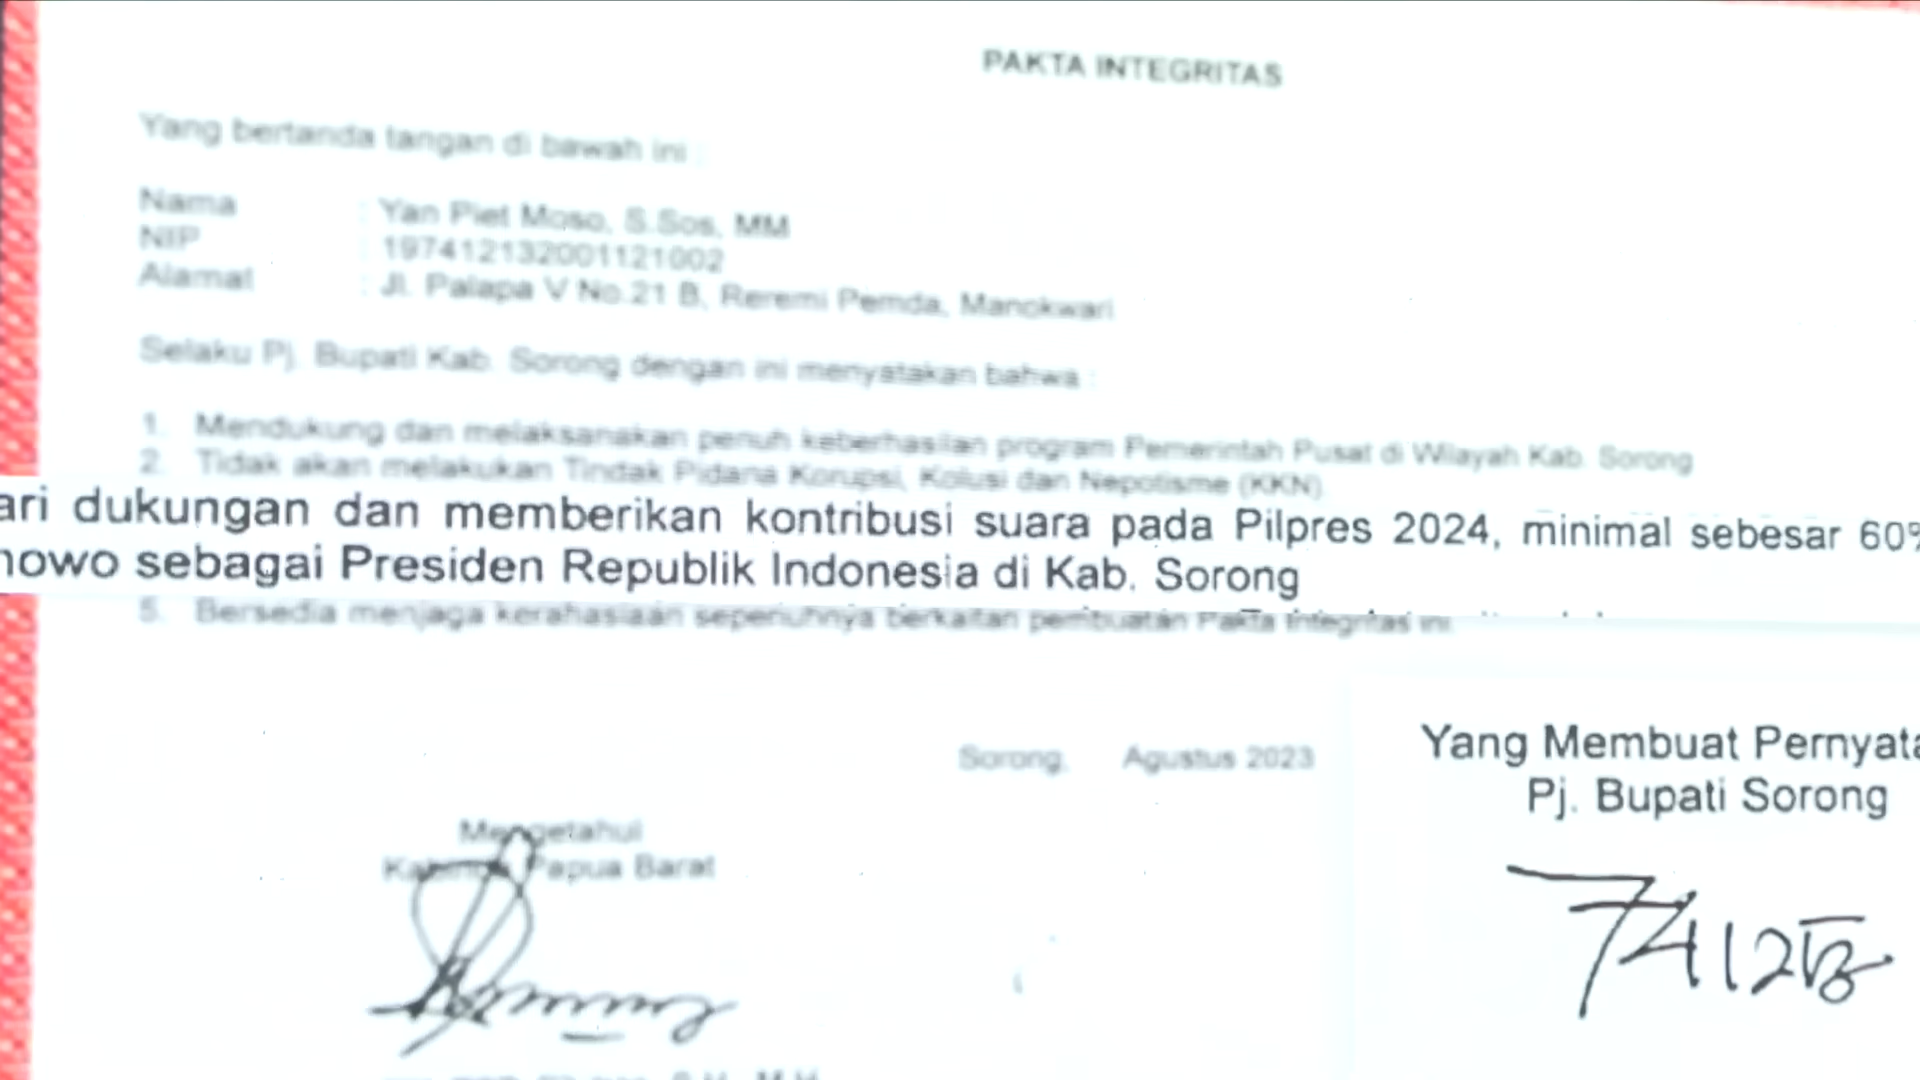 PAKTA INTEGRITAS
Yang bertanda tangan di bawah ini :
Nama : Yan Piet Moso, S.Sos, MM
NIP : 197412132001121002
Alamat : Jl. Palapa V No.21 B, Reremi Pemda, Manokwari
Selaku Pj. Bupati Kab. Sorong dengan ini menyatakan bahwa :
1. Mendukung dan melaksanakan penuh keberhasilan program Pemerintah Pusat di Wilayah Kab. Sorong
2. Tidak akan melakukan Tindak Pidana Korupsi, Kolusi dan Nepotisme (KKN)
ari dukungan dan memberikan kontribusi suara pada Pilpres 2024, minimal sebesar 60%
nowo sebagai Presiden Republik Indonesia di Kab. Sorong
5. Bersedia menjaga kerahasiaan sepenuhnya berkaitan pembuatan Pakta Integritas ini
Sorong, Agustus 2023
Yang Membuat Pernyata
Pj. Bupati Sorong
Mengetahui
Kabinda Papua Barat
741213